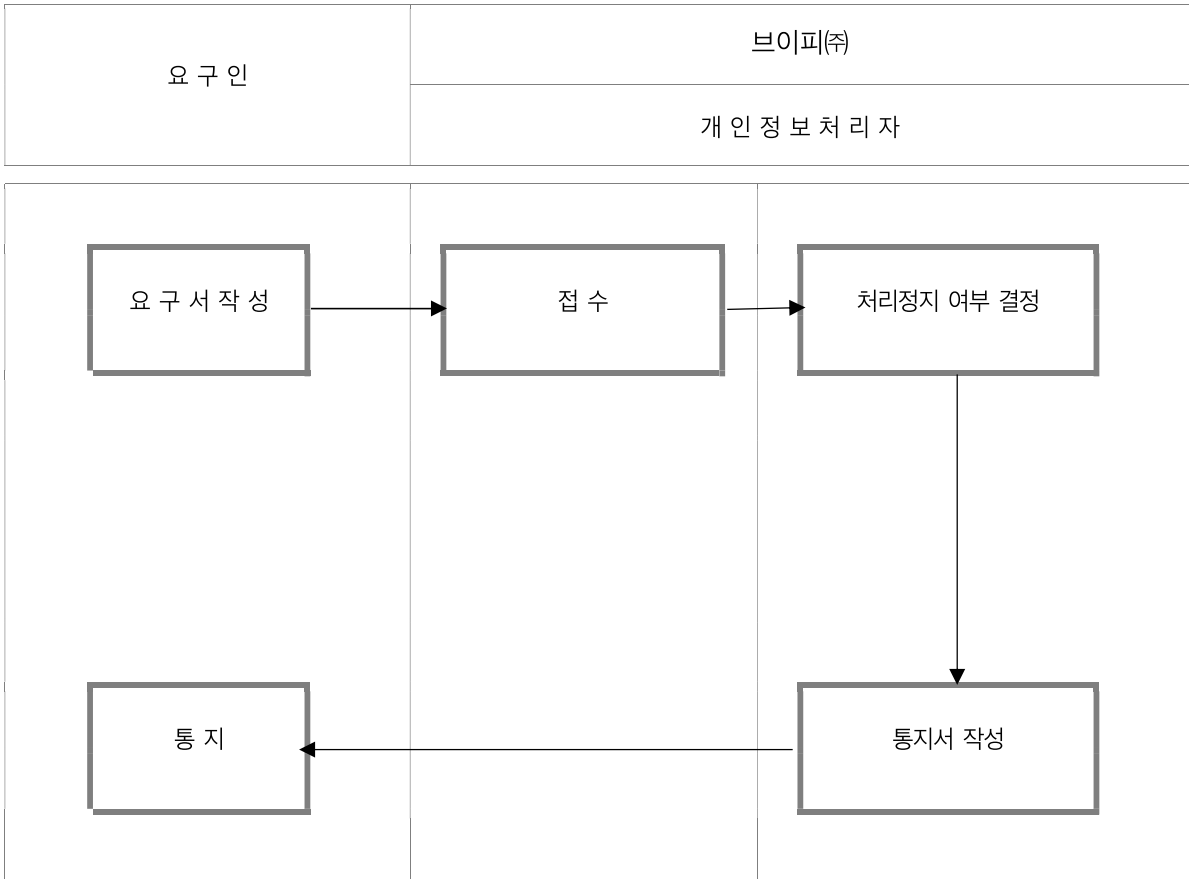 요 구 인
브이피㈜
개 인 정 보 처 리 자
요 구 서 작 성
접 수
처리정지 여부 결정
통 지
통지서 작성